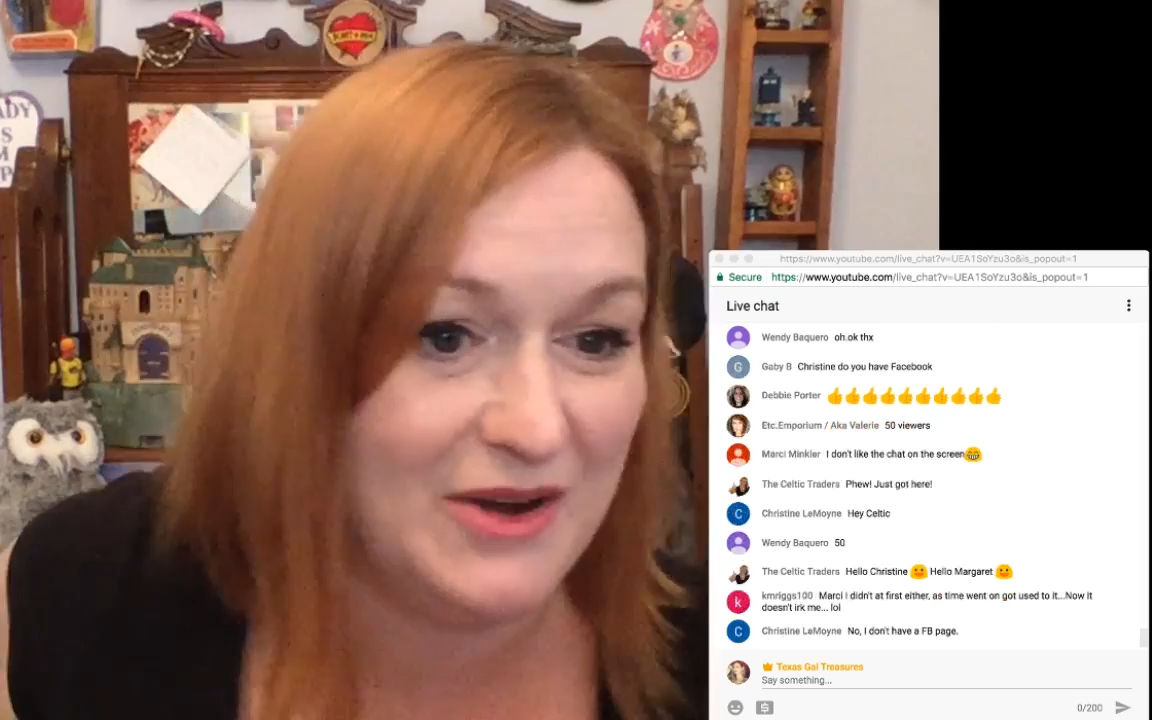 ADY
S
M
P
https://www.youtube.com/live_chat?v=UEA1SoYzu3o&is_popout=1
Secure https://www.youtube.com/live_chat?v=UEA1SoYzu3o&is_popout=1
Live chat
Wendy Baquero oh.ok thx
G Gaby B Christine do you have Facebook
Debbie Porter 👍👍👍👍👍👍👍👍👍👍
Etc.Emporium / Aka Valerie 50 viewers
Marci Minkler I don't like the chat on the screen😂
The Celtic Traders Phew! Just got here!
C Christine LeMoyne Hey Celtic
Wendy Baquero 50
The Celtic Traders Hello Christine 🙂 Hello Margaret 🙂
k kmriggs100 Marci I didn't at first either, as time went on got used to it...Now it
doesn't irk me... lol
C Christine LeMoyne No, I don't have a FB page.
Texas Gal Treasures
Say something...
0/200